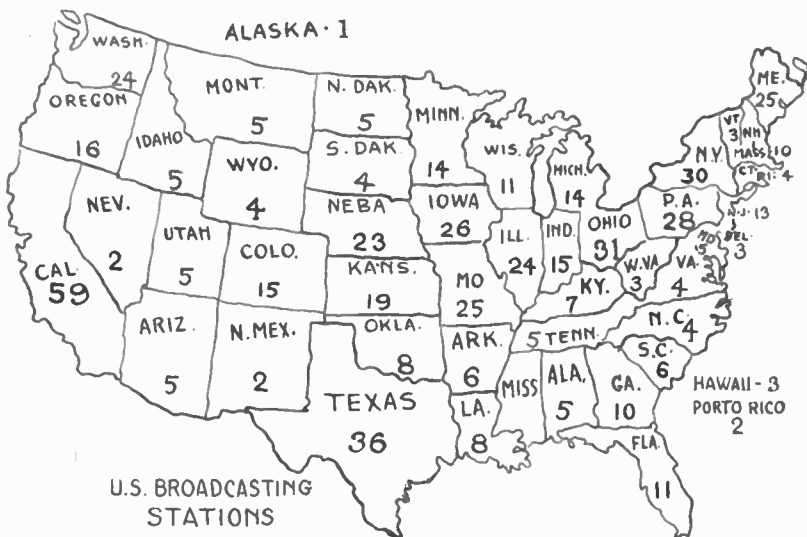 ALASKA · 1
WASH.
24
OREGON
16
IDAHO
5
MONT.
5
N. DAK.
5
MINN.
14
S. DAK.
4
WYO.
4
WIS.
11
MICH.
14
ME.
25
VT
3
N.H.
MASS. 10
CT.
R.I. 4
N.Y.
30
P.A.
28
N.J. 13
DEL.
3
MD
5
NEV.
2
UTAH
5
COLO.
15
NEBA
23
IOWA
26
ILL.
24
IND.
15
OHIO
31
W.VA
3
VA.
4
CAL.
59
KANS.
19
MO
25
KY.
7
N.C.
4
5 TENN.
S.C.
6
ARIZ.
5
N. MEX.
2
OKLA.
8
ARK.
6
TEXAS
36
LA.
8
MISS
ALA.
5
GA.
10
FLA.
11
HAWAII - 3
PORTO RICO
2
U.S. BROADCASTING
STATIONS